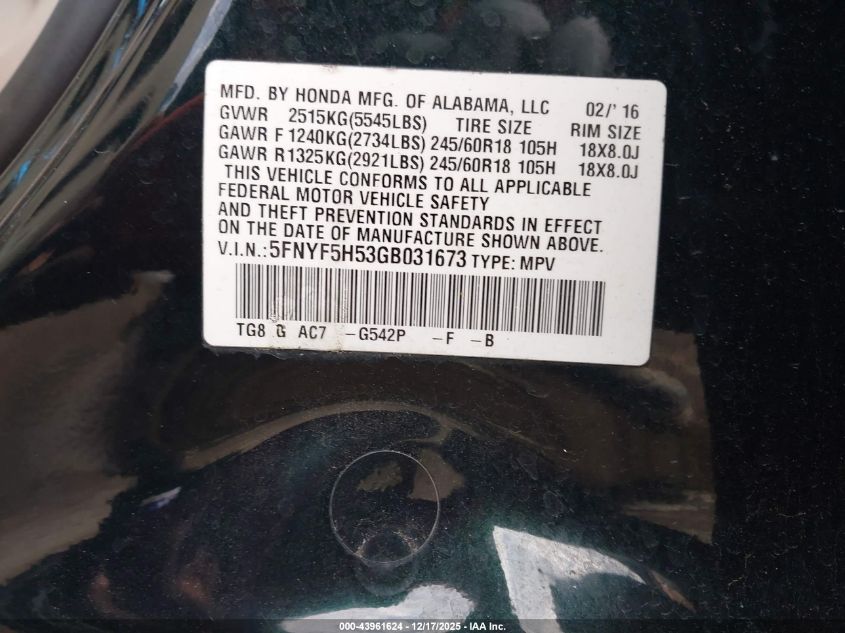 MFD. BY HONDA MFG. OF ALABAMA, LLC 02/' 16
GVWR 2515KG(5545LBS) TIRE SIZE RIM SIZE
GAWR F 1240KG(2734LBS) 245/60R18 105H 18X8.0J
GAWR R1325KG(2921LBS) 245/60R18 105H 18X8.0J
THIS VEHICLE CONFORMS TO ALL APPLICABLE
FEDERAL MOTOR VEHICLE SAFETY
AND THEFT PREVENTION STANDARDS IN EFFECT
ON THE DATE OF MANUFACTURE SHOWN ABOVE.
V.I.N.:5FNYF5H53GB031673 TYPE: MPV
TG8 G AC7 -G542P -F -B
000-43961624 - 12/17/2025 - IAA Inc.